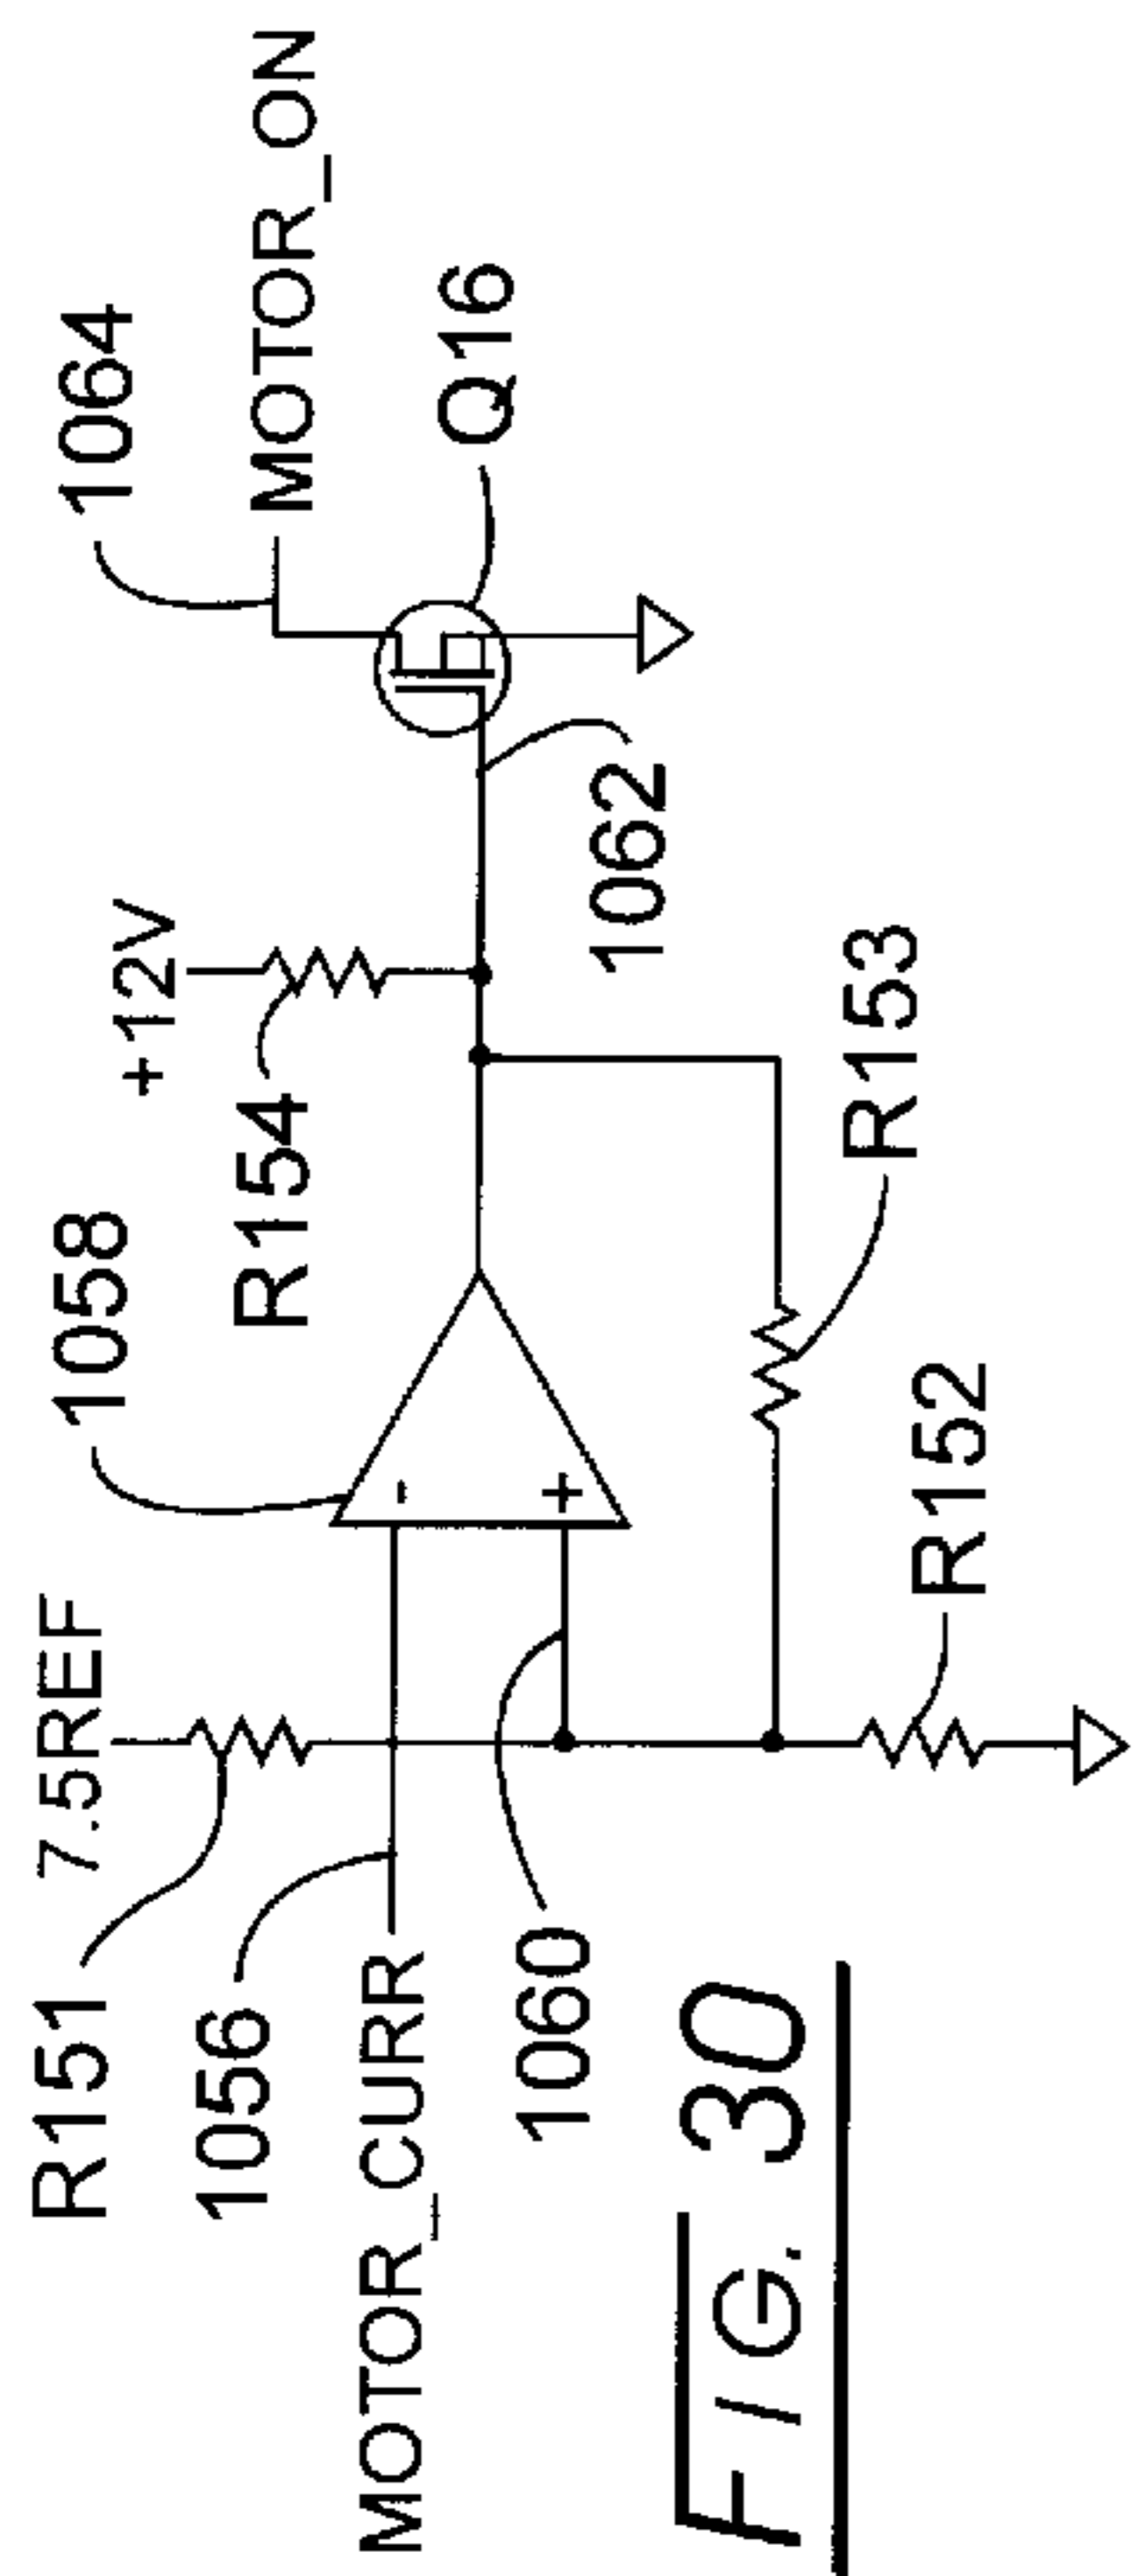 R151
7.5REF
1058
+12V
1064
1056
R154
MOTOR_ON
MOTOR_CURR
-
Q16
1060
+
1062
R153
R152
FIG. 30